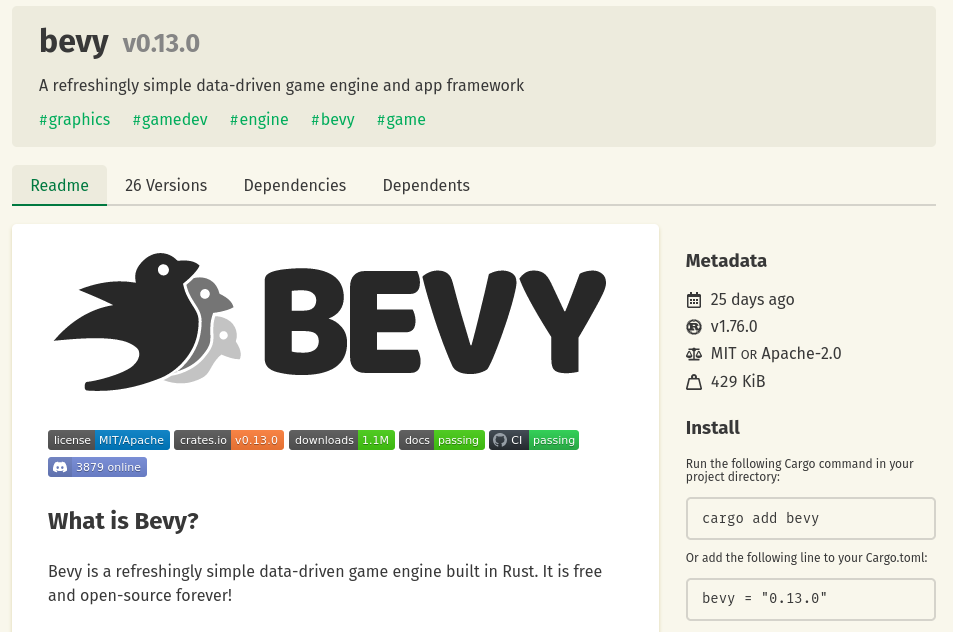 bevy v0.13.0
A refreshingly simple data-driven game engine and app framework
#graphics #gamedev #engine #bevy #game
Readme 26 Versions Dependencies Dependents
BEVY
license MIT/Apache crates.io v0.13.0 downloads 1.1M docs passing CI passing
3879 online
What is Bevy?
Bevy is a refreshingly simple data-driven game engine built in Rust. It is free
and open-source forever!
Metadata
25 days ago
v1.76.0
MIT OR Apache-2.0
429 KiB
Install
Run the following Cargo command in your
project directory:
cargo add bevy
Or add the following line to your Cargo.toml:
bevy = "0.13.0"